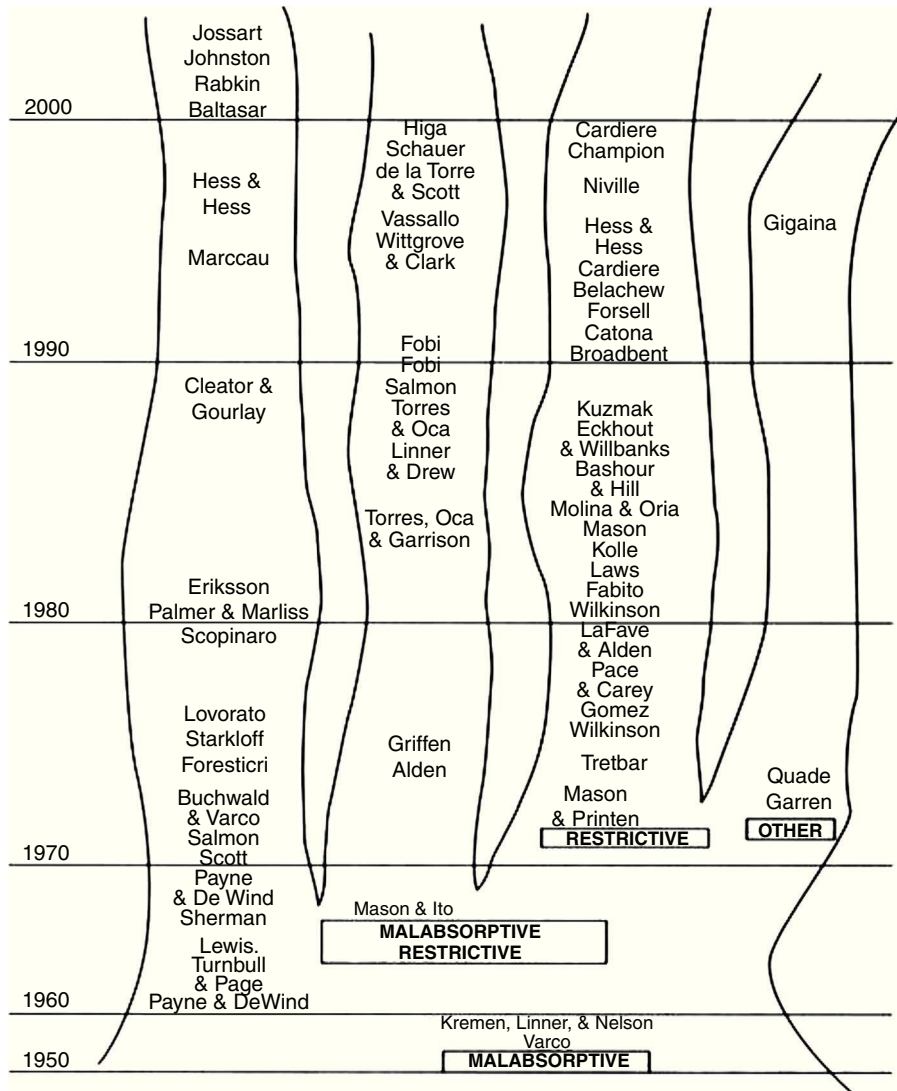 Jossart
Johnston
Rabkin
Baltasar
2000
Hess &
Hess
Marccau
1990
Cleator &
Gourlay
Eriksson
Palmer & Marliss
1980
Scopinaro
Lovorato
Starkloff
Foresticri
Buchwald
& Varco
Salmon
Scott
1970
Payne
& De Wind
Sherman
Lewis.
Turnbull
& Page
Payne & DeWind
1960
1950
Higa
Schauer
de la Torre
& Scott
Vassallo
Wittgrove
& Clark
Fobi
Fobi
Salmon
Torres
& Oca
Linner
& Drew
Torres, Oca
& Garrison
Griffen
Alden
Mason & Ito
MALABSORPTIVE
RESTRICTIVE
Kremen, Linner, & Nelson
Varco
MALABSORPTIVE
Cardiere
Champion
Niville
Hess &
Hess
Cardiere
Belachew
Forsell
Catona
Broadbent
Kuzmak
Eckhout
& Willbanks
Bashour
& Hill
Molina & Oria
Mason
Kolle
Laws
Fabito
Wilkinson
LaFave
& Alden
Pace
& Carey
Gomez
Wilkinson
Tretbar
Mason
& Printen
RESTRICTIVE
Gigaina
Quade
Garren
OTHER